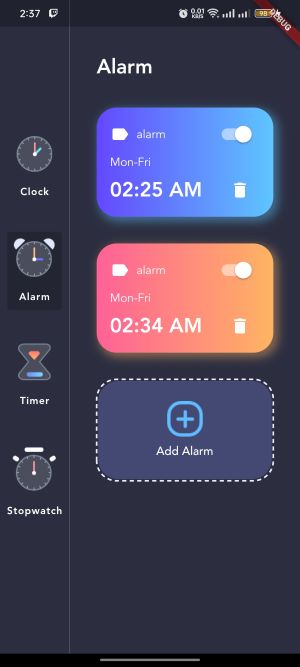 2:37
0.01
KB/S
98
DEBUG
Alarm
alarm
Mon-Fri
02:25 AM
alarm
Mon-Fri
02:34 AM
Add Alarm
Clock
Alarm
Timer
Stopwatch